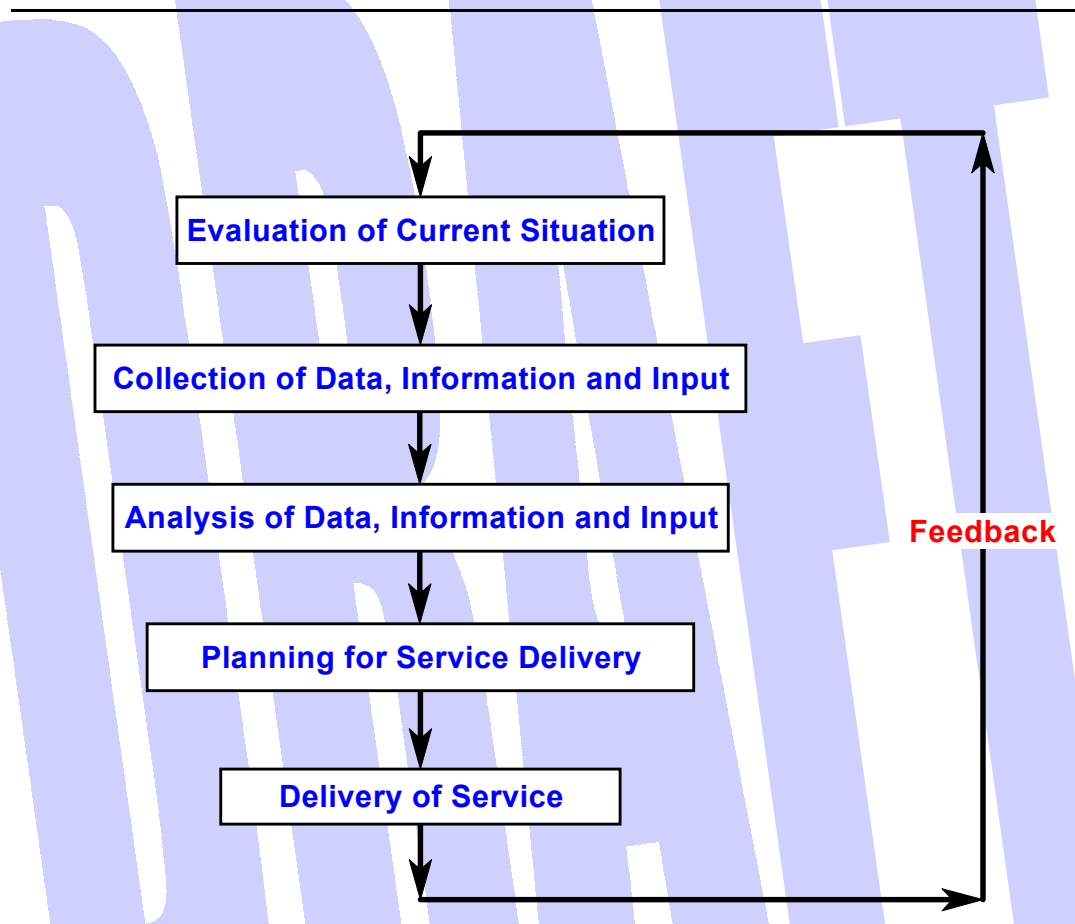 DRAFT
Evaluation of Current Situation
Collection of Data, Information and Input
Analysis of Data, Information and Input
Feedback
Planning for Service Delivery
Delivery of Service